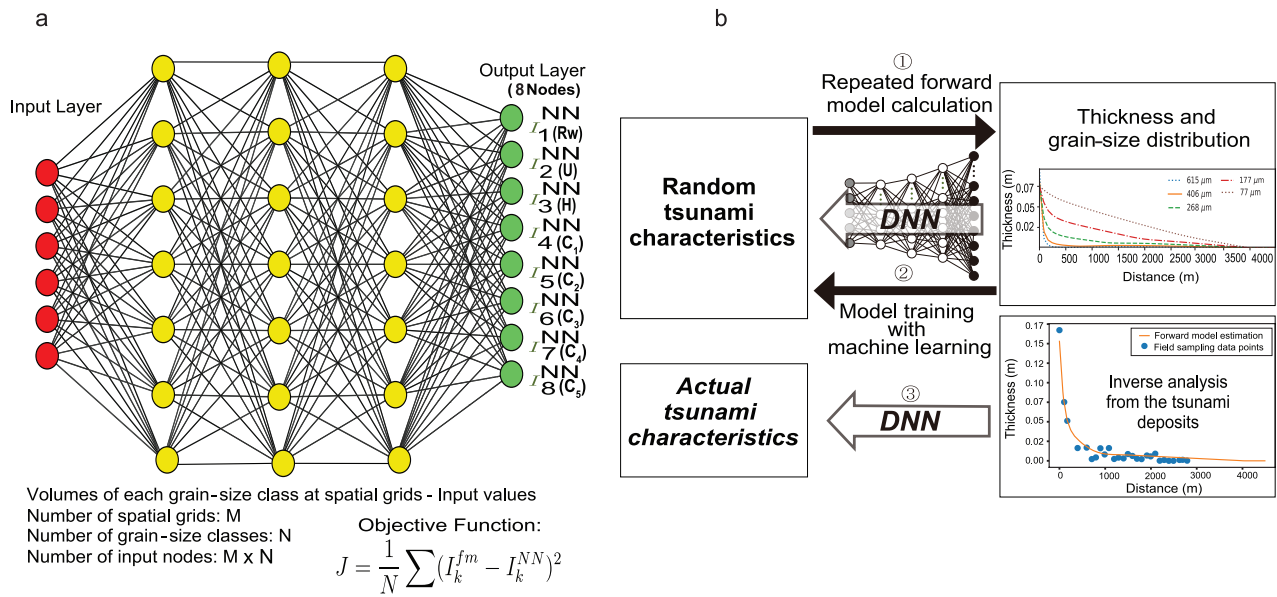 a
Input Layer
Output Layer
(8 Nodes)
I NN 1 (Rw)
I NN 2 (U)
I NN 3 (H)
I NN 4 (C₁)
I NN 5 (C₂)
I NN 6 (C₃)
I NN 7 (C₄)
I NN 8 (C₅)
Volumes of each grain-size class at spatial grids - Input values
Number of spatial grids: M
Number of grain-size classes: N
Number of input nodes: M x N
Objective Function:
J = 1/N ∑(I_k^{fm} − I_k^{NN})²
b
①
Repeated forward
model calculation
Random
tsunami
characteristics
DNN
②
Model training
with
machine learning
Thickness and
grain-size distribution
615 µm
406 µm
268 µm
177 µm
77 µm
Thickness (m)
0.07
0.05
0.02
0 500 1000 1500 2000 2500 3000 3500 4000
Distance (m)
Actual
tsunami
characteristics
③
DNN
Forward model estimation
Field sampling data points
Inverse analysis
from the tsunami
deposits
Thickness (m)
0.17
0.15
0.12
0.10
0.07
0.05
0.02
0.00
0 1000 2000 3000 4000
Distance (m)